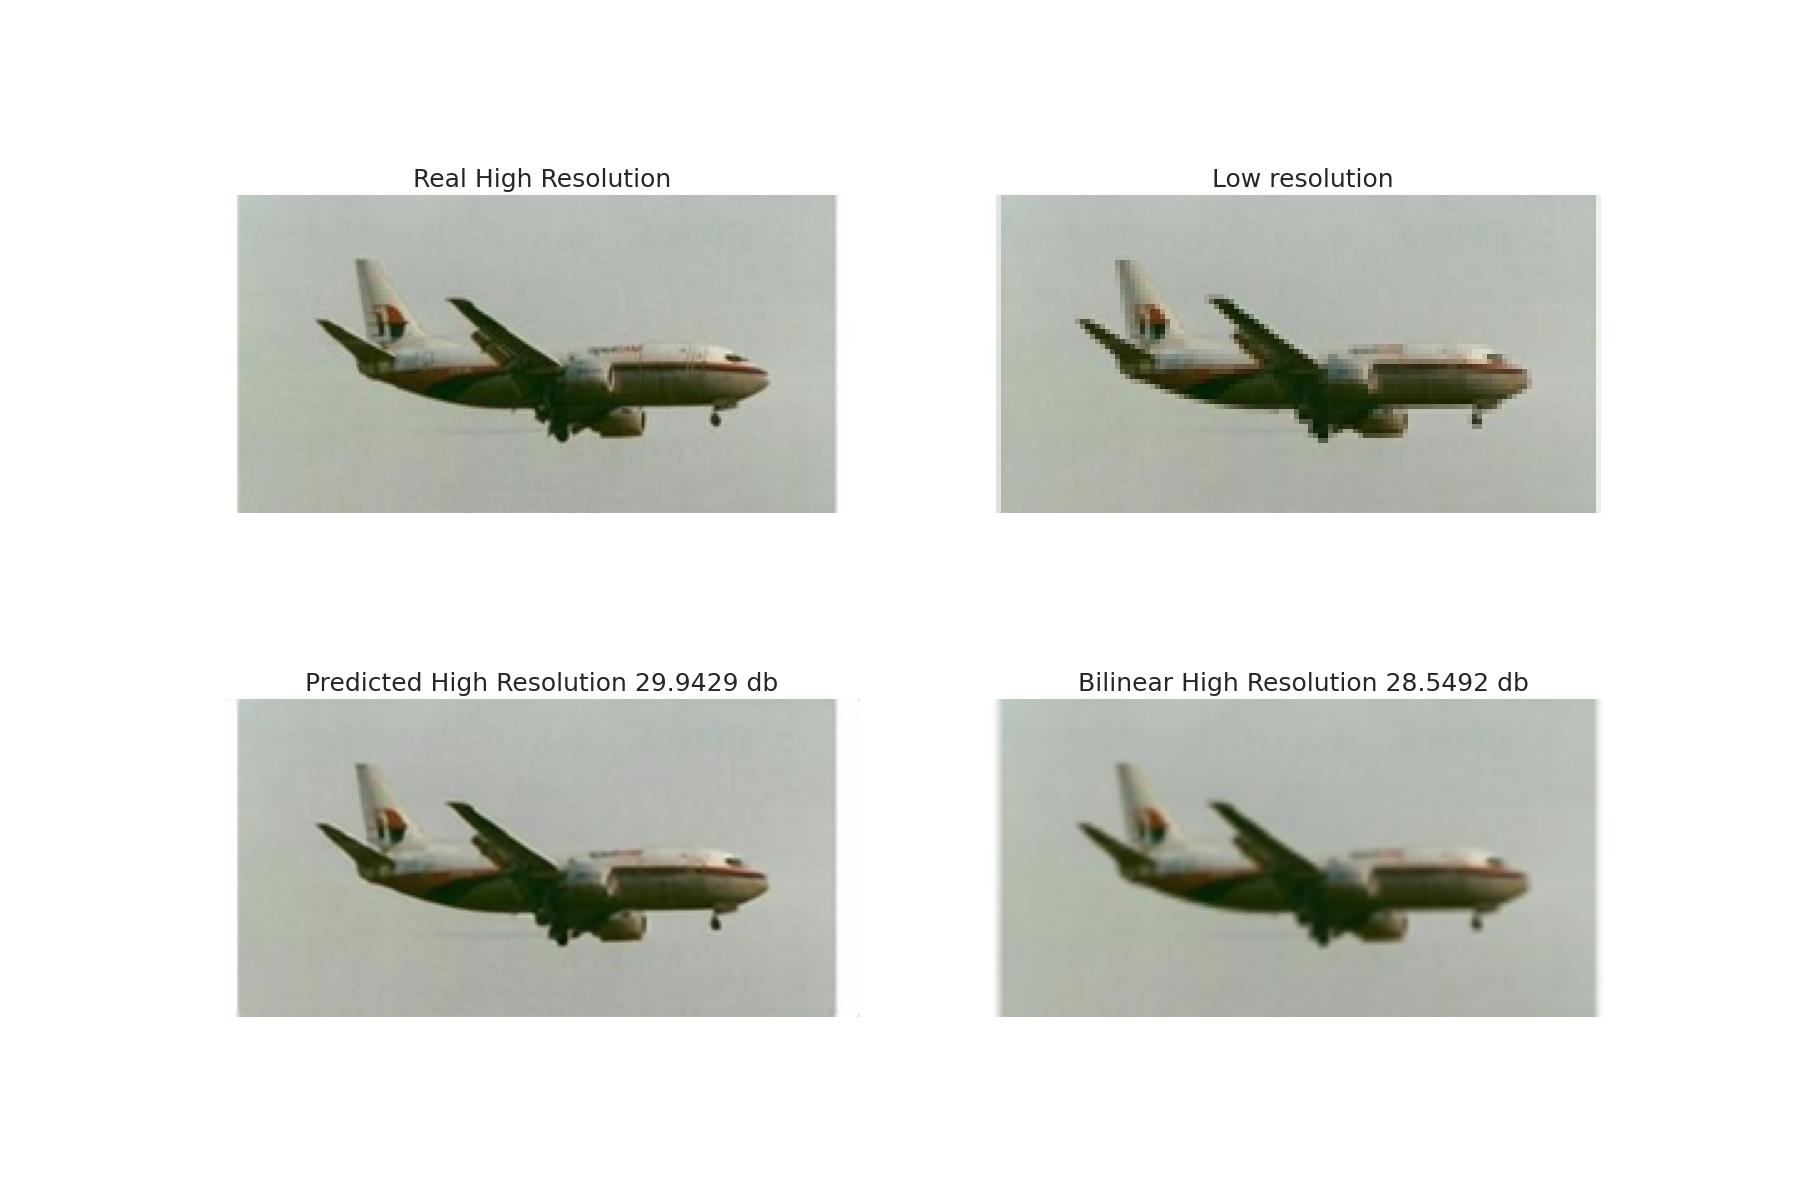 Real High Resolution
Low resolution
Predicted High Resolution 29.9429 db
Bilinear High Resolution 28.5492 db